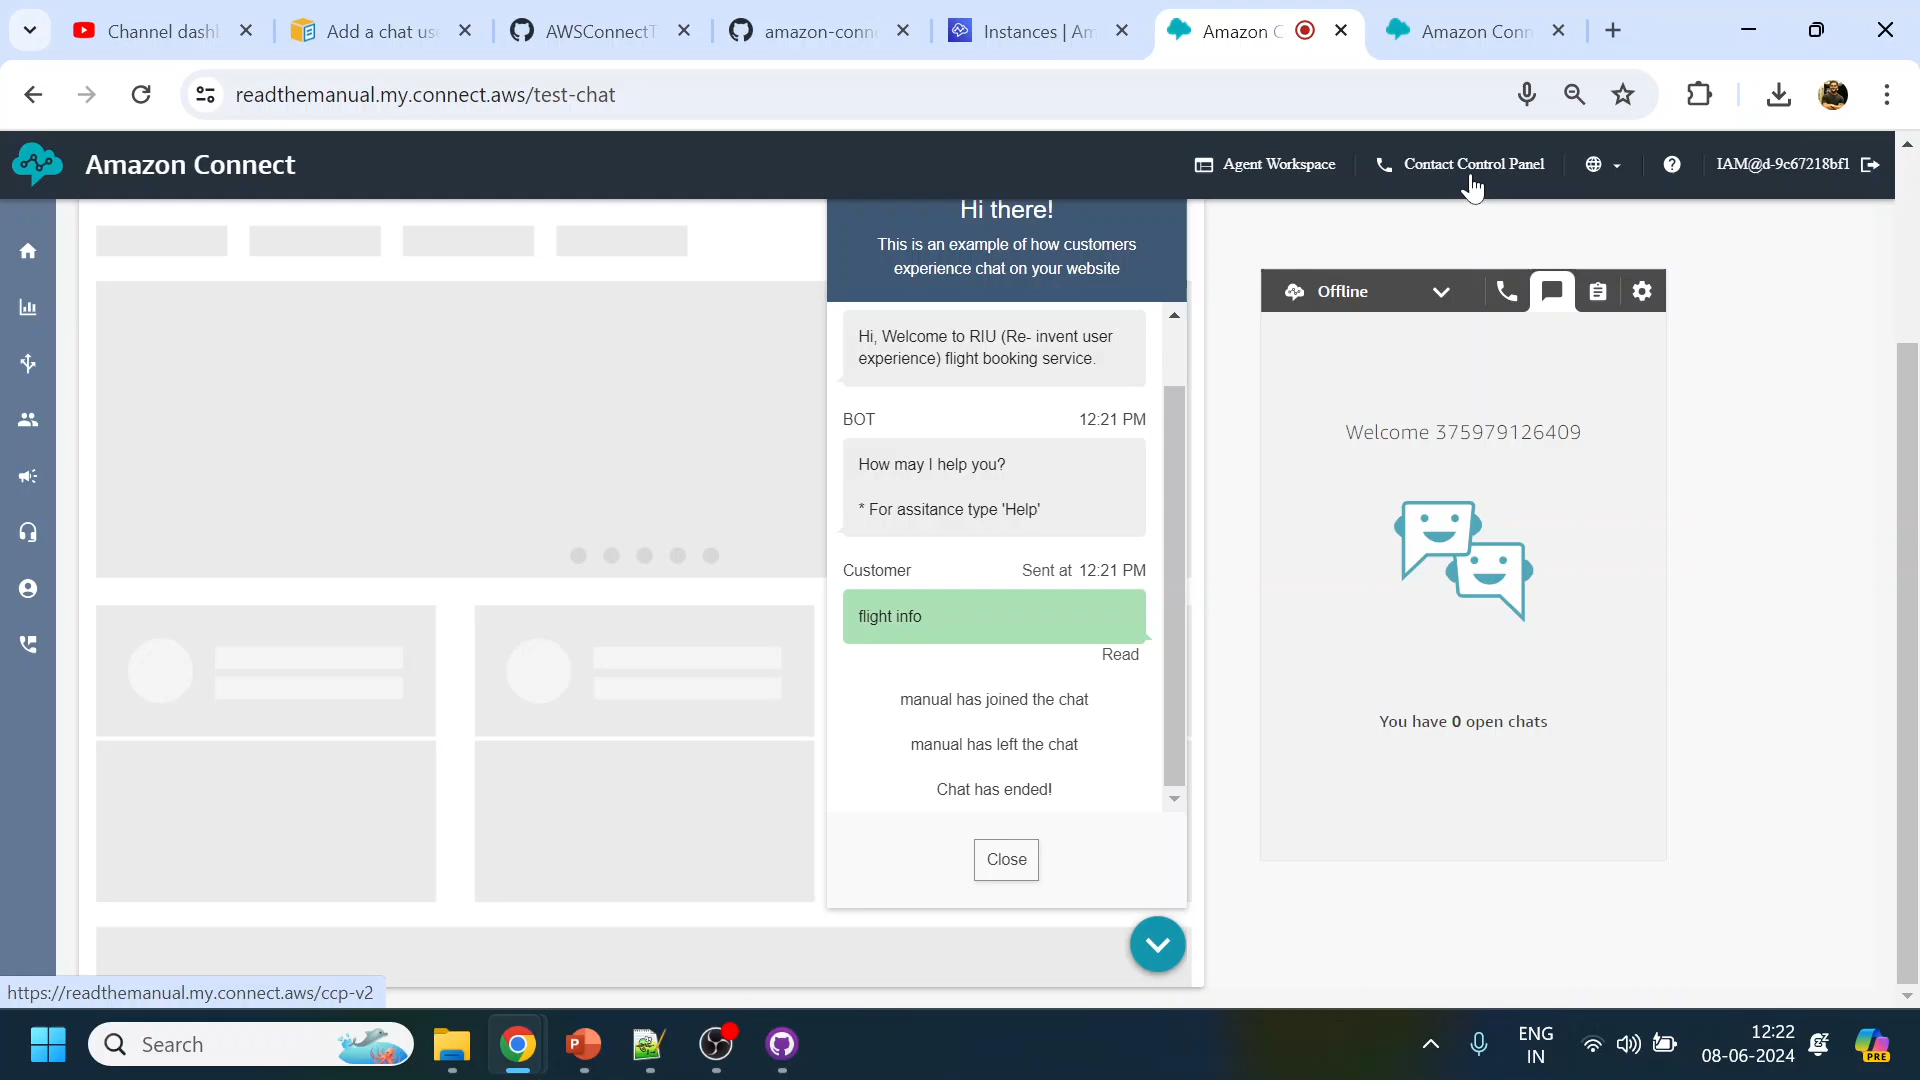 Channel dashl
Add a chat use
AWSConnectT
amazon-conne
Instances | Am
Amazon C
Amazon Conn
readthemanual.my.connect.aws/test-chat
Amazon Connect
Agent Workspace
Contact Control Panel
IAM@d-9c67218bf1
Hi there!
This is an example of how customers
experience chat on your website
Hi, Welcome to RIU (Re- invent user
experience) flight booking service.
BOT 12:21 PM
How may I help you?
* For assitance type 'Help'
Customer Sent at 12:21 PM
flight info
Read
manual has joined the chat
manual has left the chat
Chat has ended!
Close
Offline
Welcome 375979126409
You have 0 open chats
https://readthemanual.my.connect.aws/ccp-v2
Search
ENG
IN
12:22
08-06-2024
PRE